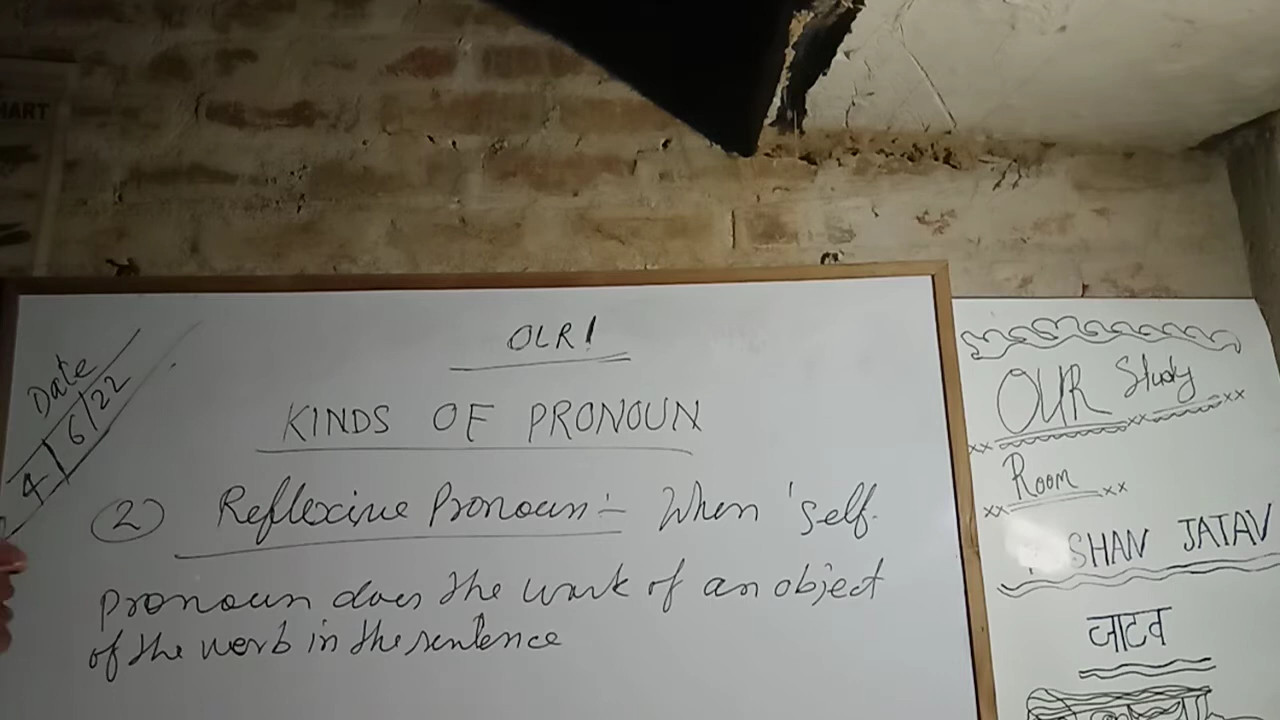 HART
Date
4/6/22
OLR!
KINDS OF PRONOUN
(2) Reflexive Pronoun:- When 'self
pronoun does the work of an object
of the verb in the sentence
OUR Study
Room
SHAN JATAV
जाटव